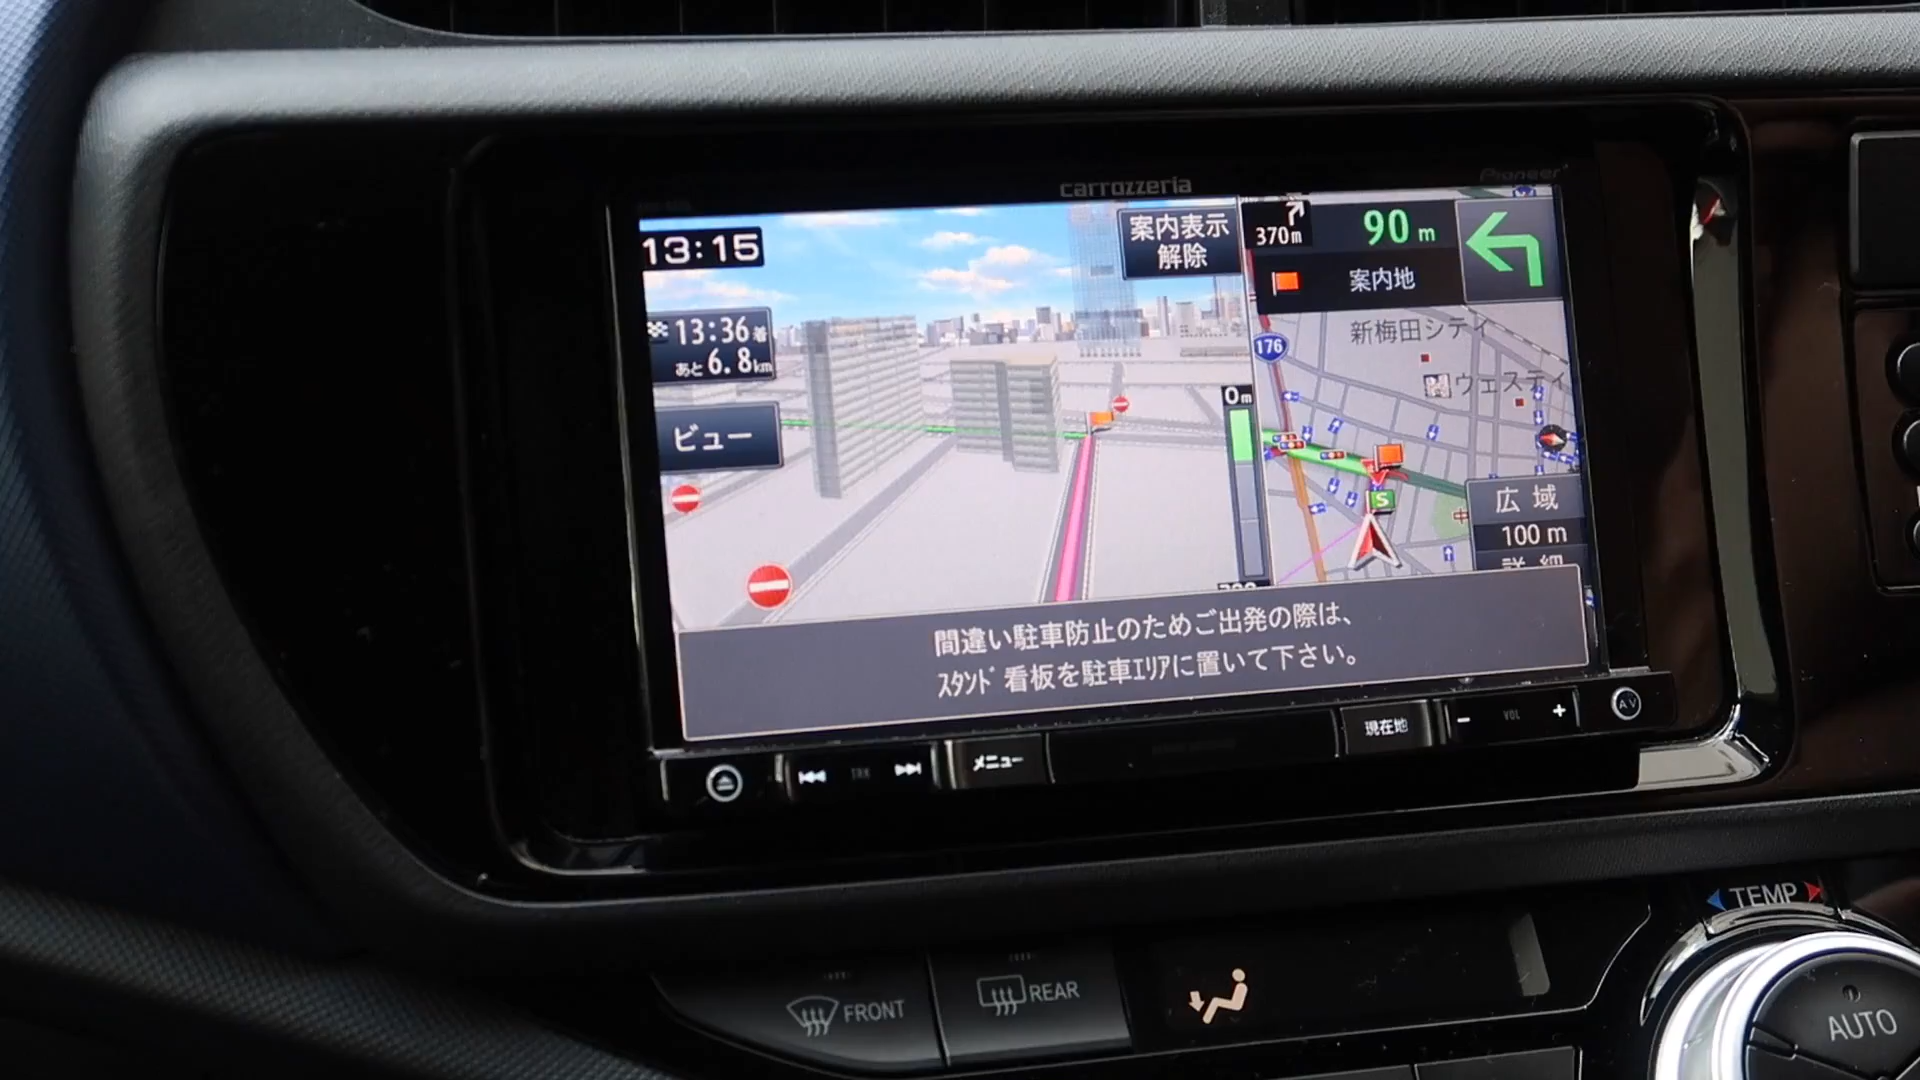 carrozzeria
Pioneer
13:15
案内表示
解除
370m
90 m
案内地
13:36着
あと6.8km
176
新梅田シティ
ウェスティ
ビュー
0m
S
広域
100 m
詳細
間違い駐車防止のためご出発の際は、
ｽﾀﾝﾄﾞ看板を駐車ｴﾘｱに置いて下さい。
TRK
メニュー
現在地
－ VOL +
AV
TEMP
FRONT
REAR
AUTO